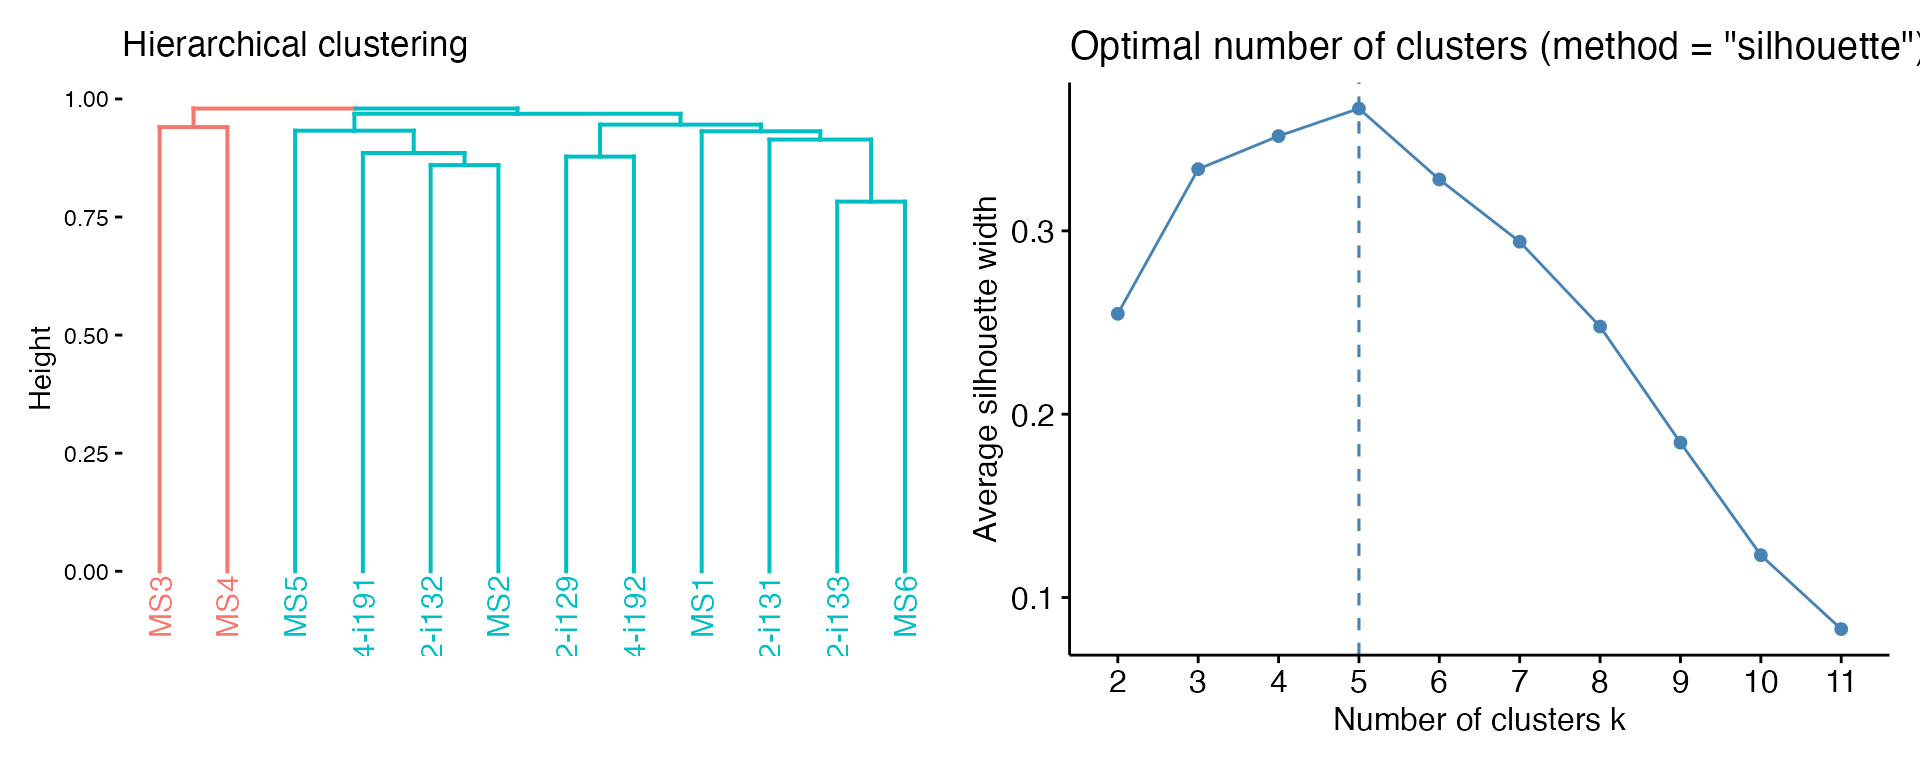 Hierarchical clustering
1.00
0.75
0.50
0.25
0.00
Height
MS3
MS4
MS5
4-i191
2-i132
MS2
2-i129
4-i192
MS1
2-i131
2-i133
MS6
Optimal number of clusters (method = "silhouette")
0.3
0.2
0.1
Average silhouette width
2 3 4 5 6 7 8 9 10 11
Number of clusters k